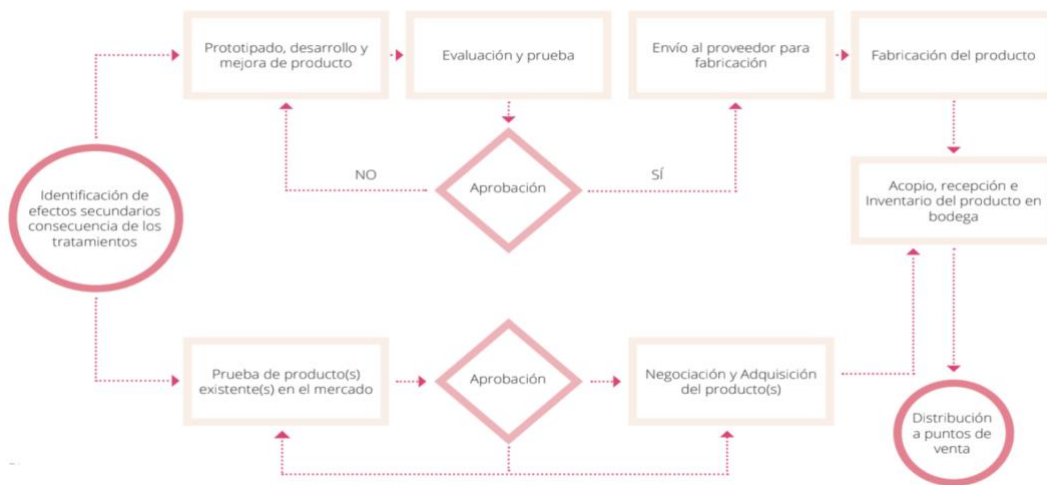 Prototipado, desarrollo y
mejora de producto
Evaluación y prueba
Envío al proveedor para
fabricación
Fabricación del producto
NO
Aprobación
SÍ
Identificación de
efectos secundarios
consecuencia de los
tratamientos
Acopio, recepción e
Inventario del producto en
bodega
Prueba de producto(s)
existente(s) en el mercado
Aprobación
Negociación y Adquisición
del producto(s)
Distribución
a puntos de
venta